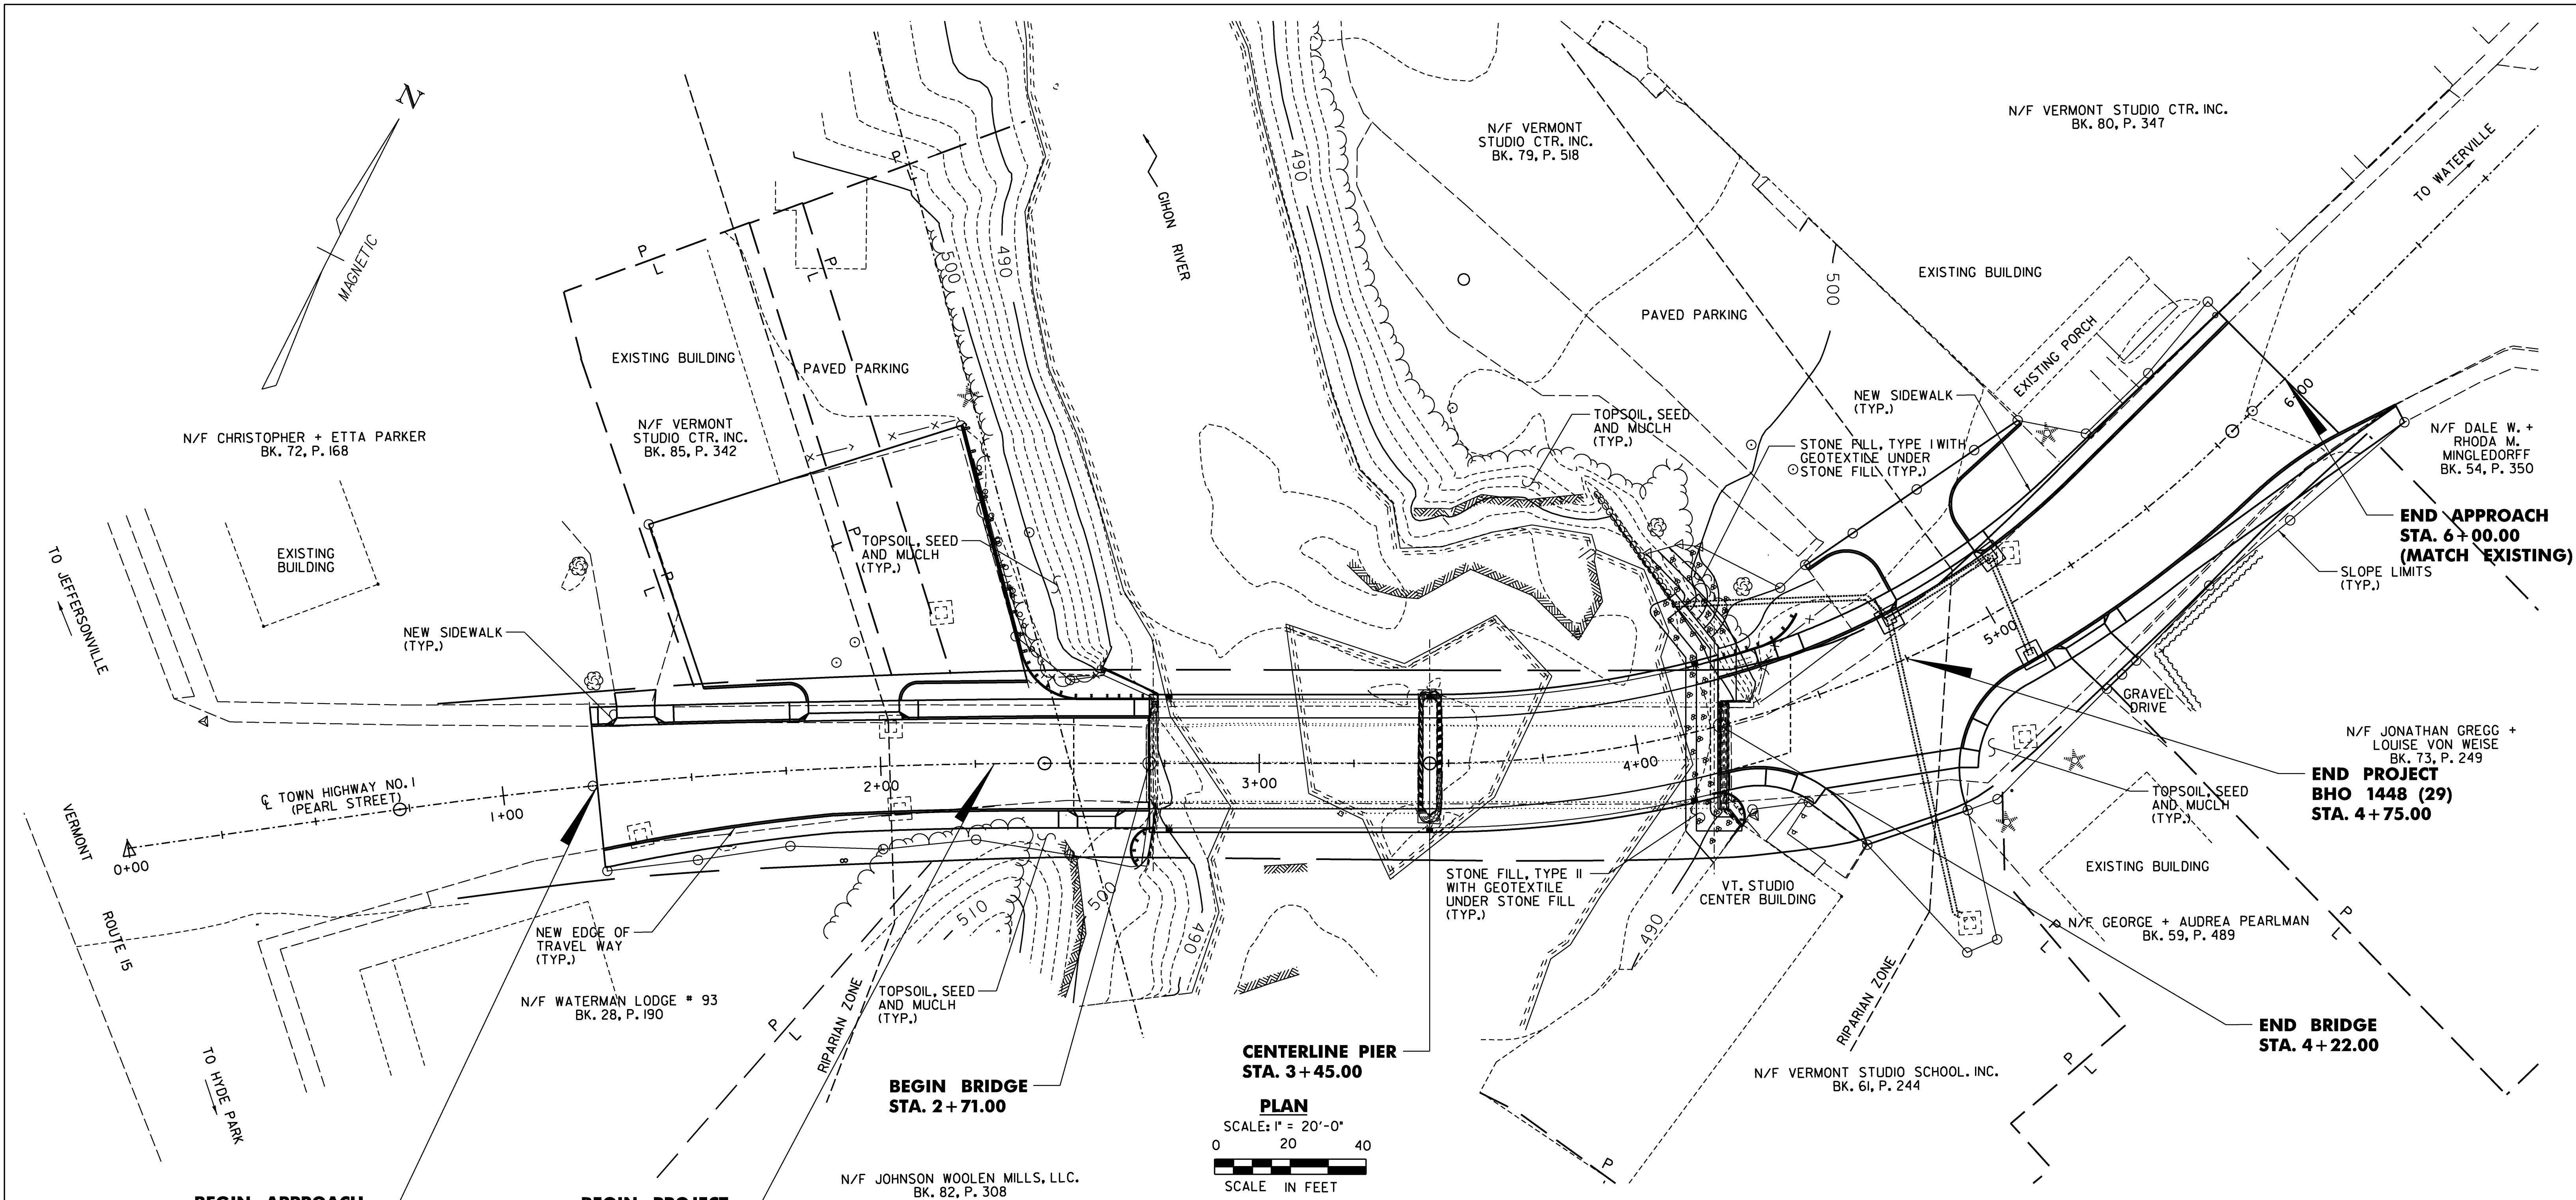 N
MAGNETIC
N/F CHRISTOPHER + ETTA PARKER
BK. 72, P. 168
EXISTING
BUILDING
TO JEFFERSONVILLE
NEW SIDEWALK
(TYP.)
℄ TOWN HIGHWAY NO. 1
(PEARL STREET)
0+00
1+00
2+00
3+00
4+00
5+00
6+00
VERMONT
ROUTE 15
TO HYDE PARK
P
L
P
L
EXISTING BUILDING
PAVED PARKING
N/F VERMONT
STUDIO CTR. INC.
BK. 85, P. 342
P
L
P
L
P
L
TOPSOIL, SEED
AND MUCLH
(TYP.)
500
490
GIHON RIVER
490
N/F VERMONT
STUDIO CTR. INC.
BK. 79, P. 518
N/F VERMONT STUDIO CTR. INC.
BK. 80, P. 347
TO WATERVILLE
EXISTING BUILDING
500
PAVED PARKING
EXISTING PORCH
NEW SIDEWALK
(TYP.)
TOPSOIL, SEED
AND MUCLH
(TYP.)
STONE FILL, TYPE I WITH
GEOTEXTILE UNDER
STONE FILL (TYP.)
N/F DALE W. +
RHODA M.
MINGLEDORFF
BK. 54, P. 350
END APPROACH
STA. 6+00.00
(MATCH EXISTING)
SLOPE LIMITS
(TYP.)
GRAVEL
DRIVE
N/F JONATHAN GREGG +
LOUISE VON WEISE
BK. 73, P. 249
END PROJECT
BHO 1448 (29)
STA. 4+75.00
TOPSOIL, SEED
AND MUCLH
(TYP.)
EXISTING BUILDING
N/F GEORGE + AUDREA PEARLMAN
BK. 59, P. 489
P
L
P
L
END BRIDGE
STA. 4+22.00
STONE FILL, TYPE II
WITH GEOTEXTILE
UNDER STONE FILL
(TYP.)
VT. STUDIO
CENTER BUILDING
490
RIPARIAN ZONE
N/F VERMONT STUDIO SCHOOL. INC.
BK. 61, P. 244
P
L
P
NEW EDGE OF
TRAVEL WAY
(TYP.)
N/F WATERMAN LODGE # 93
BK. 28, P. 190
510
500
490
TOPSOIL, SEED
AND MUCLH
(TYP.)
P
L
RIPARIAN ZONE
BEGIN BRIDGE
STA. 2+71.00
CENTERLINE PIER
STA. 3+45.00
PLAN
SCALE: 1" = 20'-0"
0 20 40
SCALE IN FEET
N/F JOHNSON WOOLEN MILLS, LLC.
BK. 82, P. 308
BEGIN APPROACH
BEGIN PROJECT